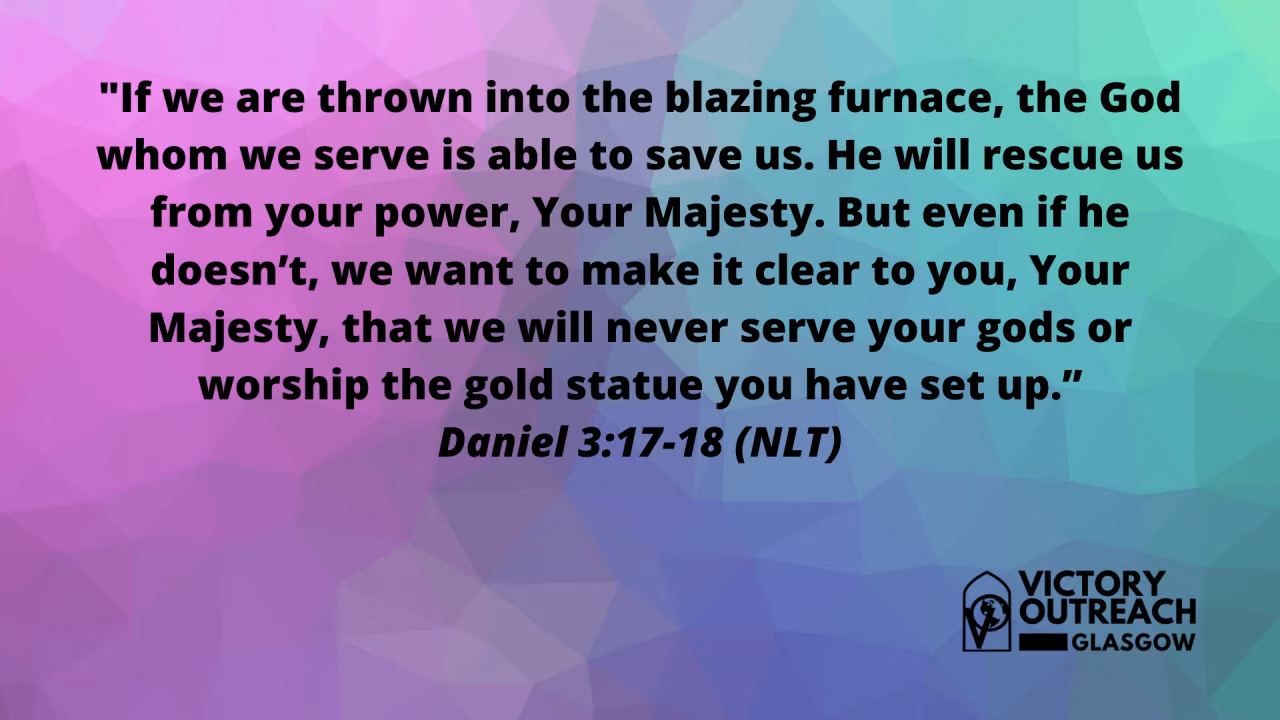 "If we are thrown into the blazing furnace, the God
whom we serve is able to save us. He will rescue us
from your power, Your Majesty. But even if he
doesn’t, we want to make it clear to you, Your
Majesty, that we will never serve your gods or
worship the gold statue you have set up.”
Daniel 3:17-18 (NLT)
VICTORY
OUTREACH
GLASGOW